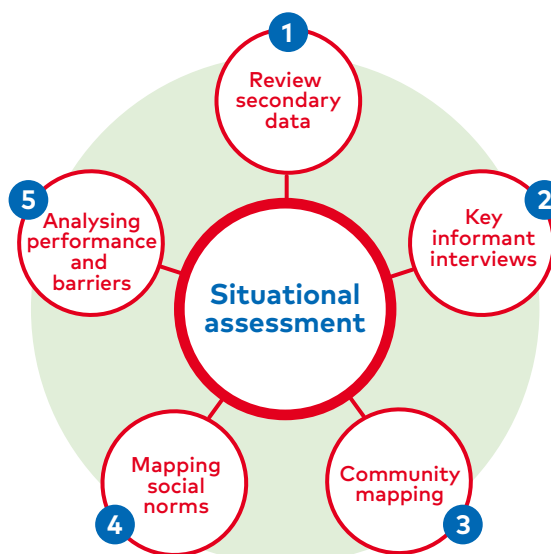 1
Review
secondary
data
2
Key
informant
interviews
3
Community
mapping
4
Mapping
social
norms
5
Analysing
performance
and
barriers
Situational
assessment